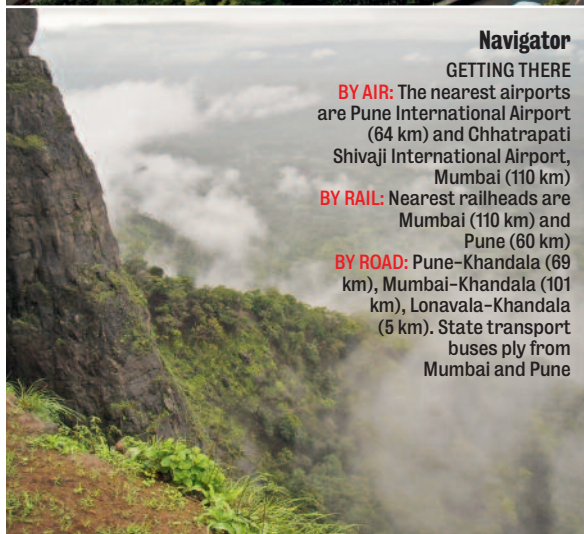 Navigator
GETTING THERE
BY AIR: The nearest airports
are Pune International Airport
(64 km) and Chhatrapati
Shivaji International Airport,
Mumbai (110 km)
BY RAIL: Nearest railheads are
Mumbai (110 km) and
Pune (60 km)
BY ROAD: Pune-Khandala (69
km), Mumbai-Khandala (101
km), Lonavala-Khandala
(5 km). State transport
buses ply from
Mumbai and Pune